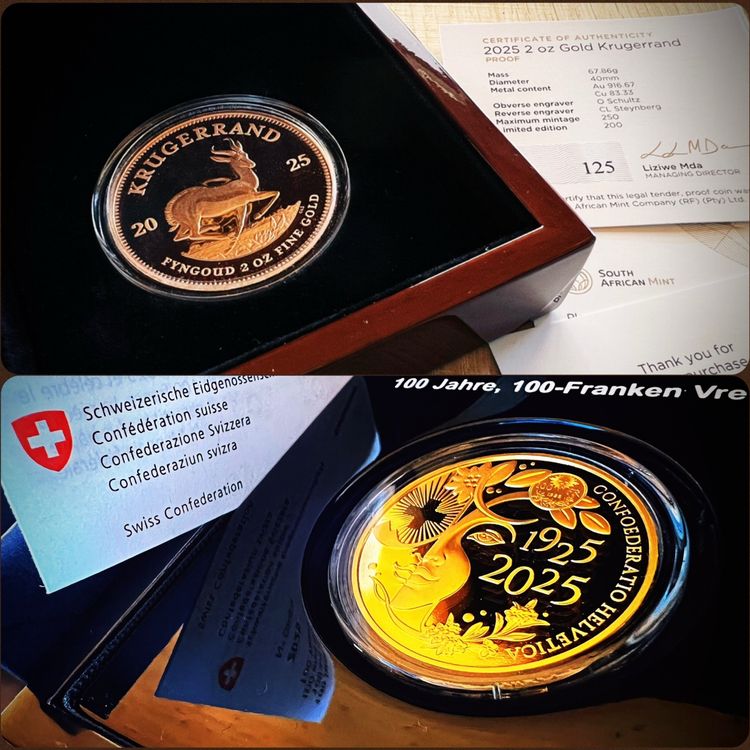 KRUGERRAND
20 25
FYNGOUD 2 OZ FINE GOLD
CERTIFICATE OF AUTHENTICITY
2025 2 oz Gold Krugerrand
PROOF
Mass 67.86g
Diameter 40mm
Metal content Au 916.67
Cu 83.33
Obverse engraver O Schultz
Reverse engraver CL Steynberg
Maximum mintage 250
imited edition 200
125
Liziwe Mda
MANAGING DIRECTOR
rtify that this legal tender, proof coin wa
African Mint Company (RF) (Pty) Ltd.
SOUTH
AFRICAN MINT
Thank you for
purchase
Schweizerische Eidgenossensc
Confédération suisse
Confederazione Svizzera
Confederaziun svizra
Swiss Confederation
100 Jahre, 100-Franken Vre
1925
2025
CONFOEDERATIO HELVETICA